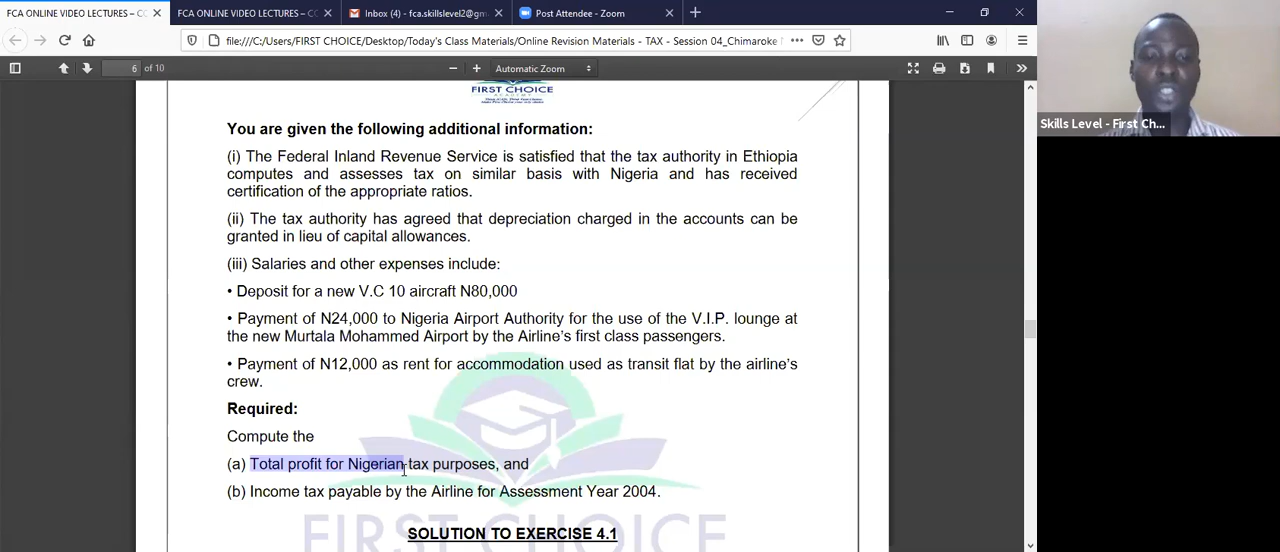 FCA ONLINE VIDEO LECTURES – CC
FCA ONLINE VIDEO LECTURES – CC
Inbox (4) - fca.skillslevel2@gm
Post Attendee - Zoom
file:///C:/Users/FIRST CHOICE/Desktop/Today's Class Materials/Online Revision Materials - TAX - Session 04_Chimaroke
6 of 10
Automatic Zoom
Skills Level - First Ch...
FIRST CHOICE
ACADEMY
You are given the following additional information:
(i) The Federal Inland Revenue Service is satisfied that the tax authority in Ethiopia
computes and assesses tax on similar basis with Nigeria and has received
certification of the appropriate ratios.
(ii) The tax authority has agreed that depreciation charged in the accounts can be
granted in lieu of capital allowances.
(iii) Salaries and other expenses include:
• Deposit for a new V.C 10 aircraft N80,000
• Payment of N24,000 to Nigeria Airport Authority for the use of the V.I.P. lounge at
the new Murtala Mohammed Airport by the Airline's first class passengers.
• Payment of N12,000 as rent for accommodation used as transit flat by the airline's
crew.
Required:
Compute the
(a) Total profit for Nigerian tax purposes, and
(b) Income tax payable by the Airline for Assessment Year 2004.
FIRST CHOICE
SOLUTION TO EXERCISE 4.1